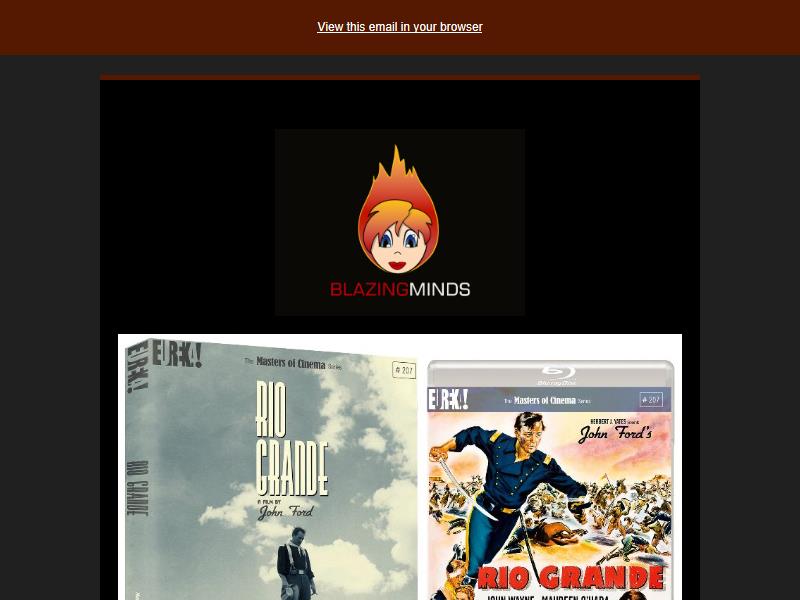 View this email in your browser
BLAZINGMINDS
EUREKA!
EUREKA!
The Masters of Cinema Series
# 207
RIO
GRANDE
A FILM BY
John Ford
RIO GRANDE
Blu-ray Disc
EUREKA!
The Masters of Cinema Series
# 207
HERBERT J. YATES
John Ford's
RIO GRANDE
JOHN WAYNE · MAUREEN O'HARA